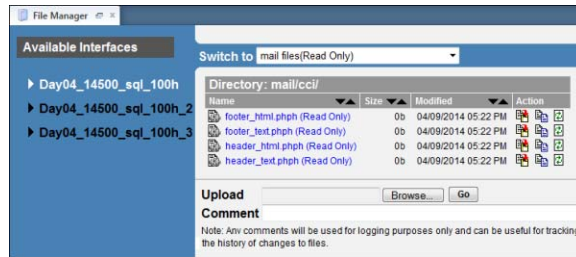 File Manager
Available Interfaces
Switch to mail files(Read Only)
Day04_14500_sql_100h
Day04_14500_sql_100h_2
Day04_14500_sql_100h_3
Directory: mail/cci/
Name Size Modified Action
footer_html.phph (Read Only) 0b 04/09/2014 05:22 PM
footer_text.phph (Read Only) 0b 04/09/2014 05:22 PM
header_html.phph (Read Only) 0b 04/09/2014 05:22 PM
header_text.phph (Read Only) 0b 04/09/2014 05:22 PM
Upload Browse... Go
Comment
Note: Any comments will be used for logging purposes only and can be useful for tracking
the history of changes to files.